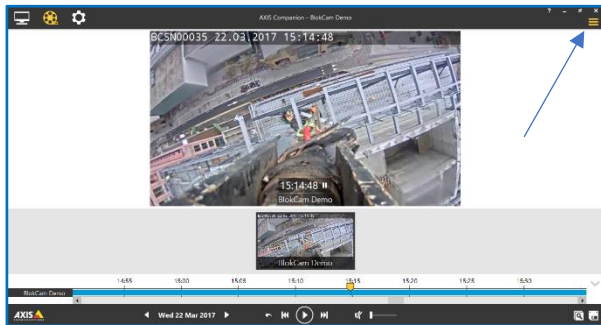 AXIS Companion - BlokCam Demo
BCSN00035 22.03.2017 15:14:48
15:14:48
BlokCam Demo
BlokCam Demo
14:55 15:00 15:05 15:10 15:15 15:20 15:25 15:30
BlokCam Demo
AXIS
Wed 22 Mar 2017